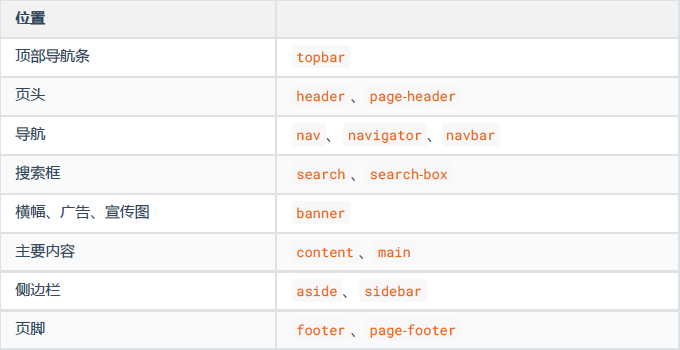 位置
顶部导航条 topbar
页头 header 、 page-header
导航 nav 、 navigator 、 navbar
搜索框 search 、 search-box
横幅、广告、宣传图 banner
主要内容 content 、 main
侧边栏 aside 、 sidebar
页脚 footer 、 page-footer